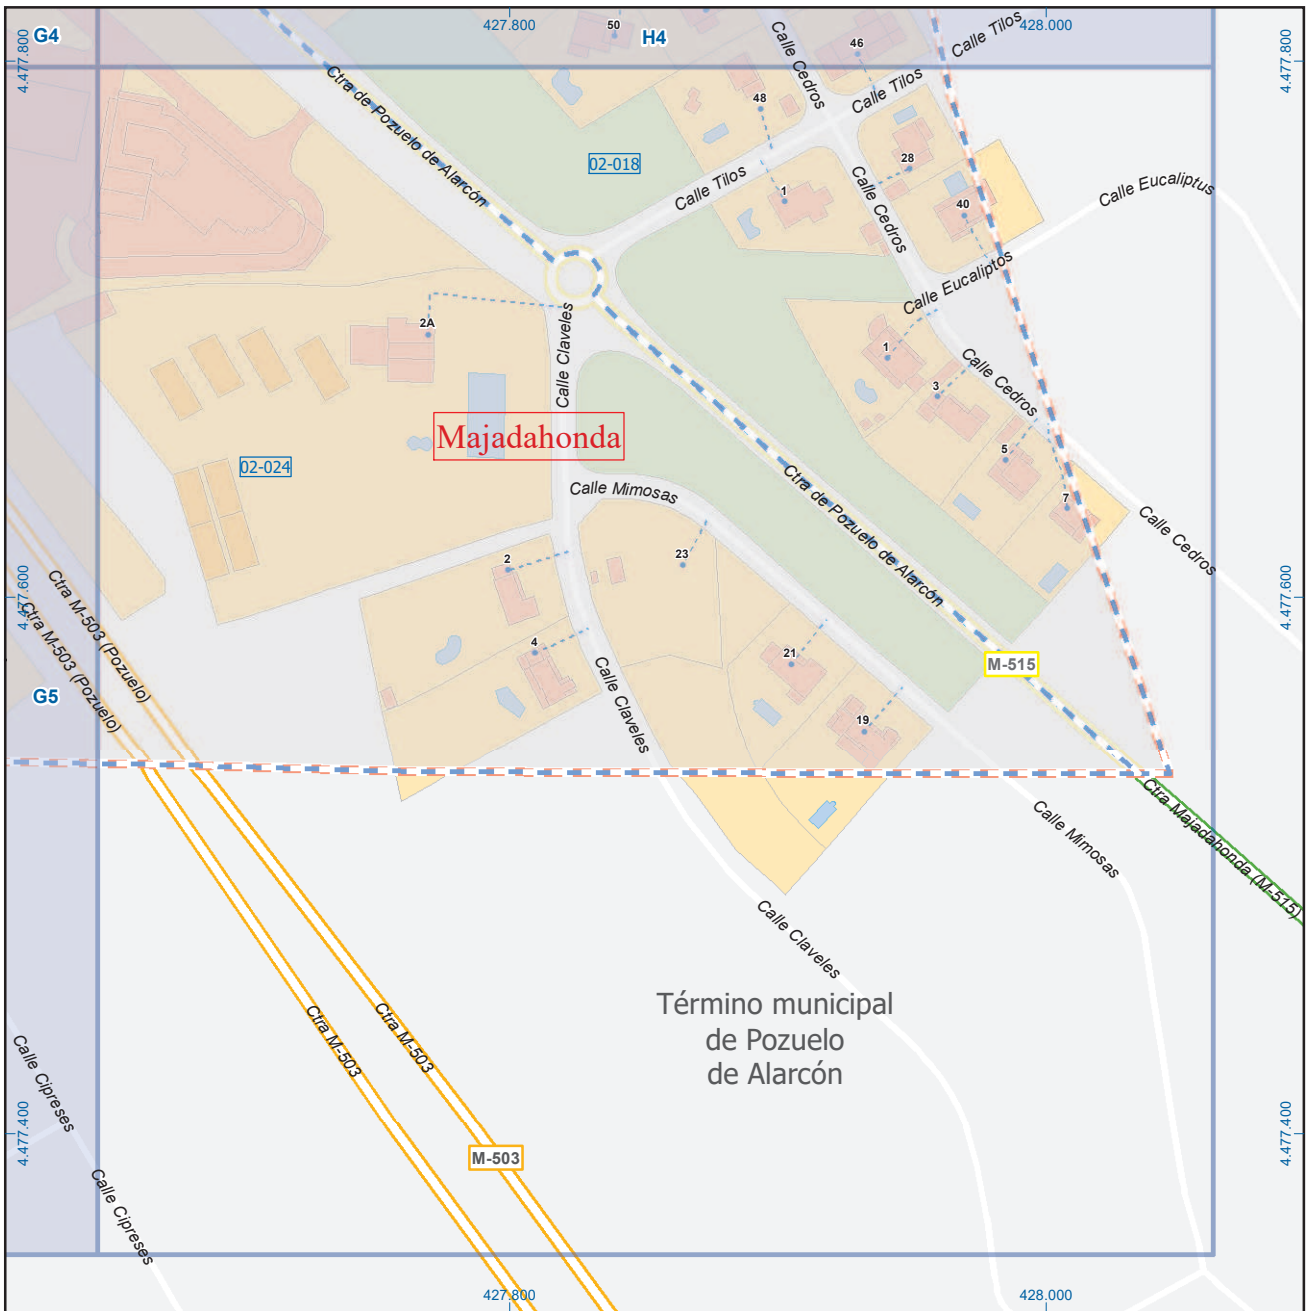 427.800
428.000
G4
H4
4.477.800
4.477.800
50
46
Calle Cedros
Calle Tilos
Calle Tilos
Ctra de Pozuelo de Alarcón
48
02-018
28
Calle Tilos
1
Calle Cedros
40
Calle Eucaliptus
Calle Eucaliptos
2A
Calle Claveles
1
3
Calle Cedros
Majadahonda
5
02-024
Calle Mimosas
Ctra de Pozuelo de Alarcón
7
Calle Cedros
2
23
4.477.600
4.477.600
Ctra M-503 (Pozuelo)
Ctra M-503 (Pozuelo)
4
21
M-515
G5
Calle Claveles
19
Calle Mimosas
Ctra Majadahonda (M-515)
Calle Claveles
Término municipal
de Pozuelo
de Alarcón
Ctra M-503
Ctra M-503
Calle Cipreses
4.477.400
4.477.400
M-503
Calle Cipreses
427.800
428.000